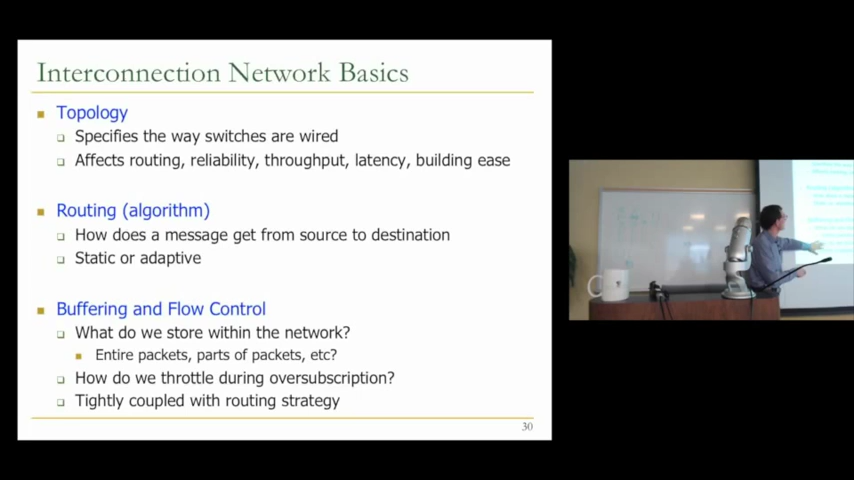 Interconnection Network Basics
Topology
Specifies the way switches are wired
Affects routing, reliability, throughput, latency, building ease
Routing (algorithm)
How does a message get from source to destination
Static or adaptive
Buffering and Flow Control
What do we store within the network?
Entire packets, parts of packets, etc?
How do we throttle during oversubscription?
Tightly coupled with routing strategy
30